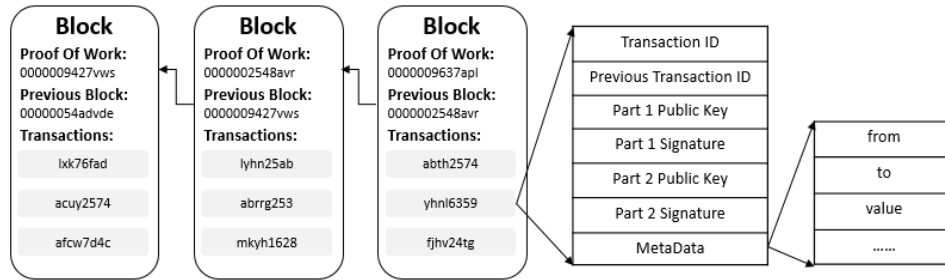 Block
Proof Of Work:
0000009427vws
Previous Block:
00000054advde
Transactions:
lxk76fad
acuy2574
afcw7d4c
Block
Proof Of Work:
0000002548avr
Previous Block:
0000009427vws
Transactions:
lyhn25ab
abrrg253
mkyh1628
Block
Proof Of Work:
0000009637apl
Previous Block:
0000002548avr
Transactions:
abth2574
yhnl6359
fjhv24tg
Transaction ID
Previous Transaction ID
Part 1 Public Key
Part 1 Signature
Part 2 Public Key
Part 2 Signature
MetaData
from
to
value
......